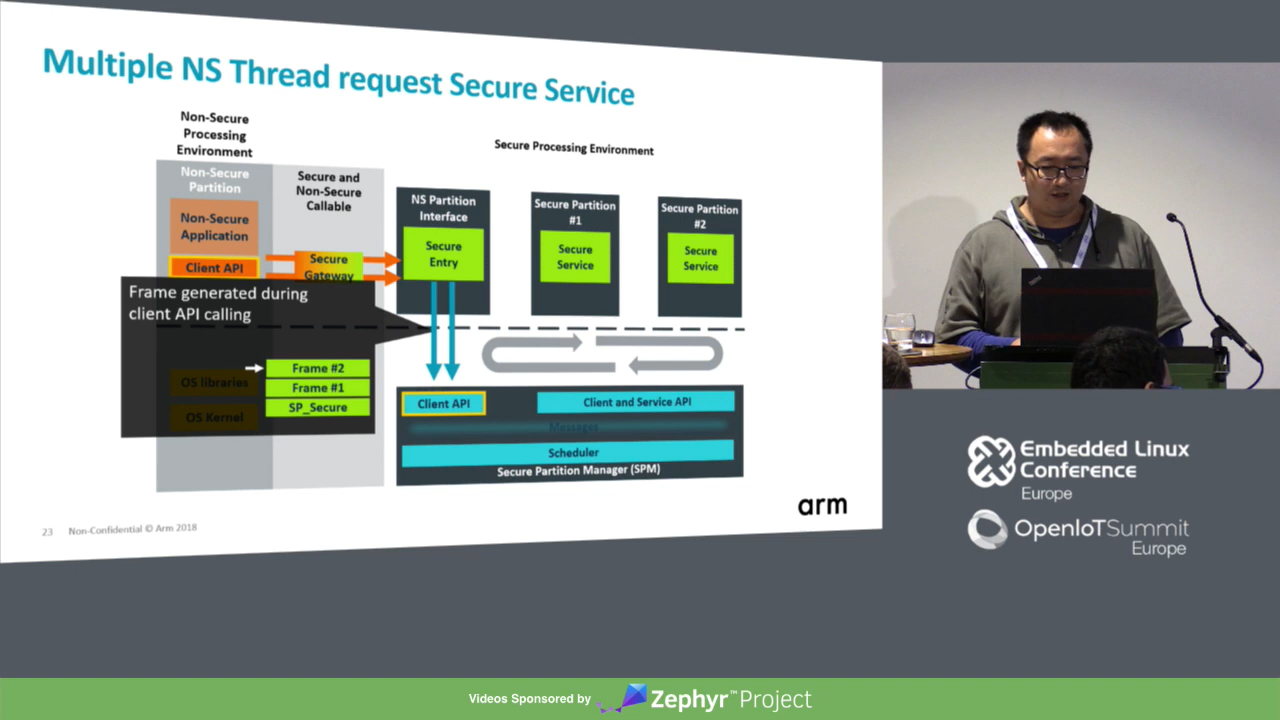 Multiple NS Thread request Secure Service
Non-Secure
Processing
Environment
Secure Processing Environment
Non-Secure
Partition
Secure and
Non-Secure
Callable
NS Partition
Interface
Secure Partition
#1
Secure Partition
#2
Non-Secure
Application
Secure
Entry
Secure
Service
Secure
Service
Client API
Secure
Gateway
Frame generated during
client API calling
OS libraries
OS Kernel
Frame #2
Frame #1
SP_Secure
Client API
Client and Service API
Messages
Scheduler
Secure Partition Manager (SPM)
arm
23 Non-Confidential © Arm 2018
Embedded Linux
Conference
Europe
OpenIoTSummit
Europe
Videos Sponsored by Zephyr™Project